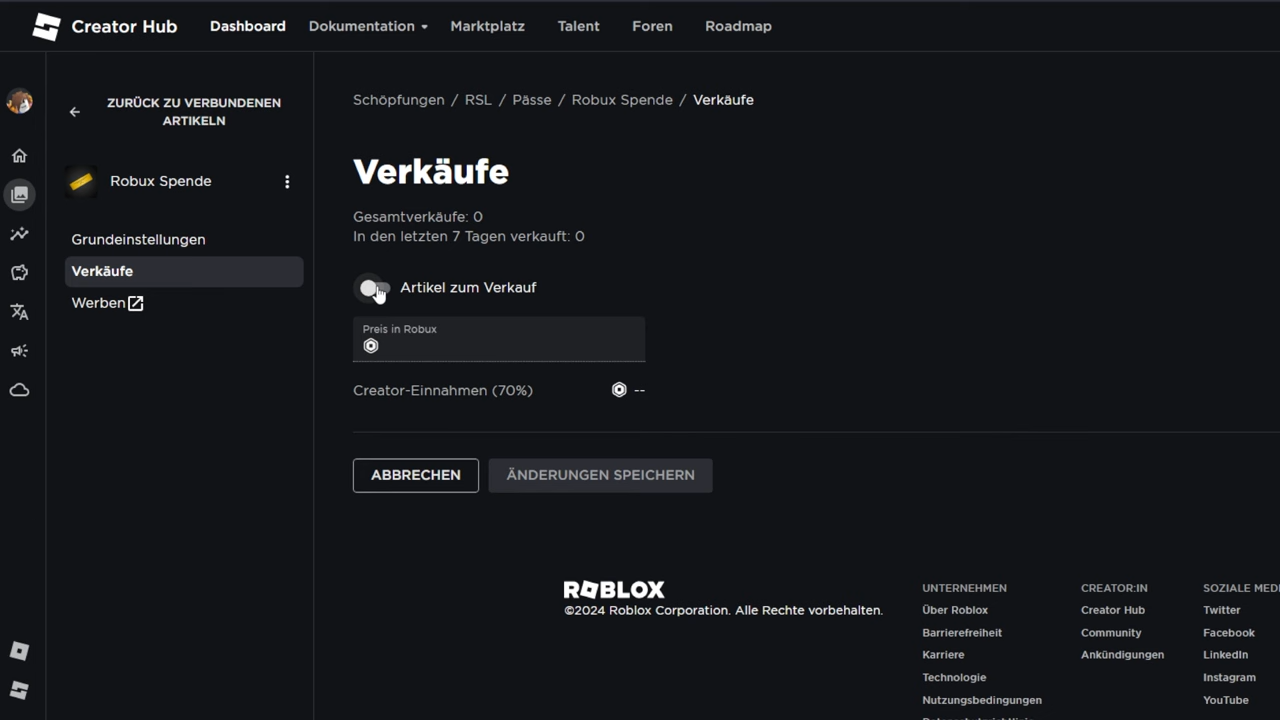 Creator Hub
Dashboard
Dokumentation
Marktplatz
Talent
Foren
Roadmap
ZURÜCK ZU VERBUNDENEN
ARTIKELN
Robux Spende
Grundeinstellungen
Verkäufe
Werben
Schöpfungen / RSL / Pässe / Robux Spende / Verkäufe
Verkäufe
Gesamtverkäufe: 0
In den letzten 7 Tagen verkauft: 0
Artikel zum Verkauf
Preis in Robux
Creator-Einnahmen (70%) --
ABBRECHEN
ÄNDERUNGEN SPEICHERN
ROBLOX
©2024 Roblox Corporation. Alle Rechte vorbehalten.
UNTERNEHMEN
Über Roblox
Barrierefreiheit
Karriere
Technologie
Nutzungsbedingungen
CREATOR:IN
Creator Hub
Community
Ankündigungen
SOZIALE MEDI
Twitter
Facebook
LinkedIn
Instagram
YouTube